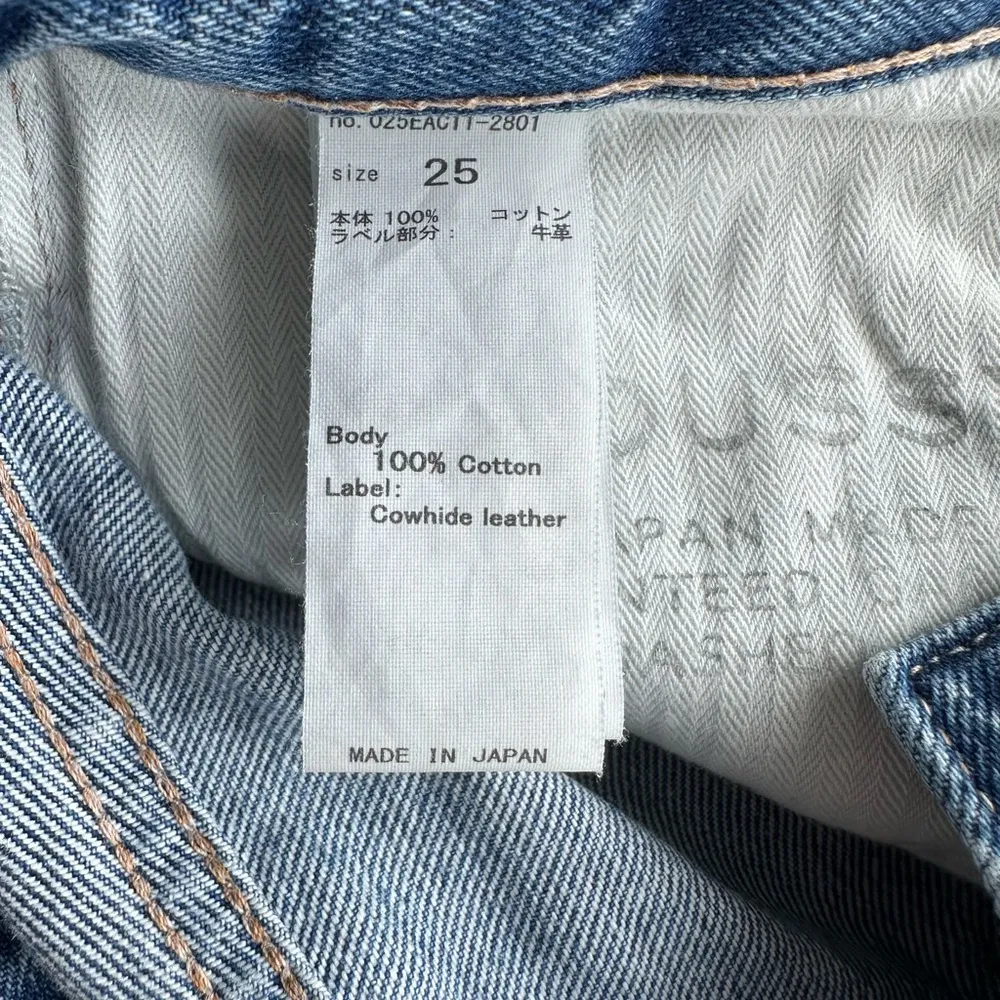 no. 025EAC11-2801
size 25
本体 100% コットン
ラベル部分: 牛革
Body
100% Cotton
Label:
Cowhide leather
MADE IN JAPAN